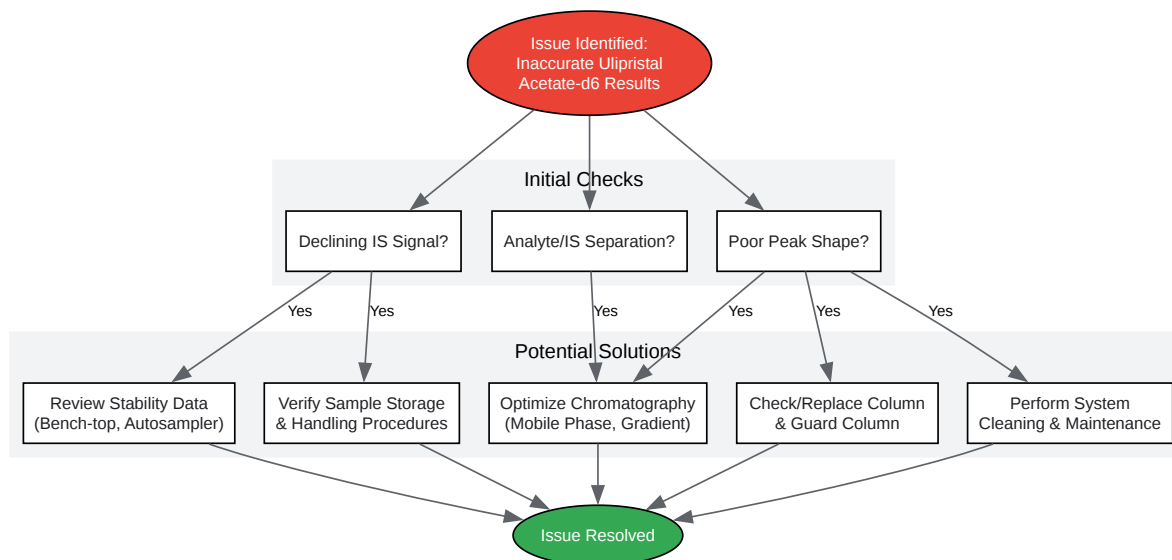 Issue Identified:
Inaccurate Ulipristal
Acetate-d6 Results
Initial Checks
Declining IS Signal?
Analyte/IS Separation?
Poor Peak Shape?
Yes
Yes
Yes
Yes
Yes
Yes
Potential Solutions
Review Stability Data
(Bench-top, Autosampler)
Verify Sample Storage
& Handling Procedures
Optimize Chromatography
(Mobile Phase, Gradient)
Check/Replace Column
& Guard Column
Perform System
Cleaning & Maintenance
Issue Resolved